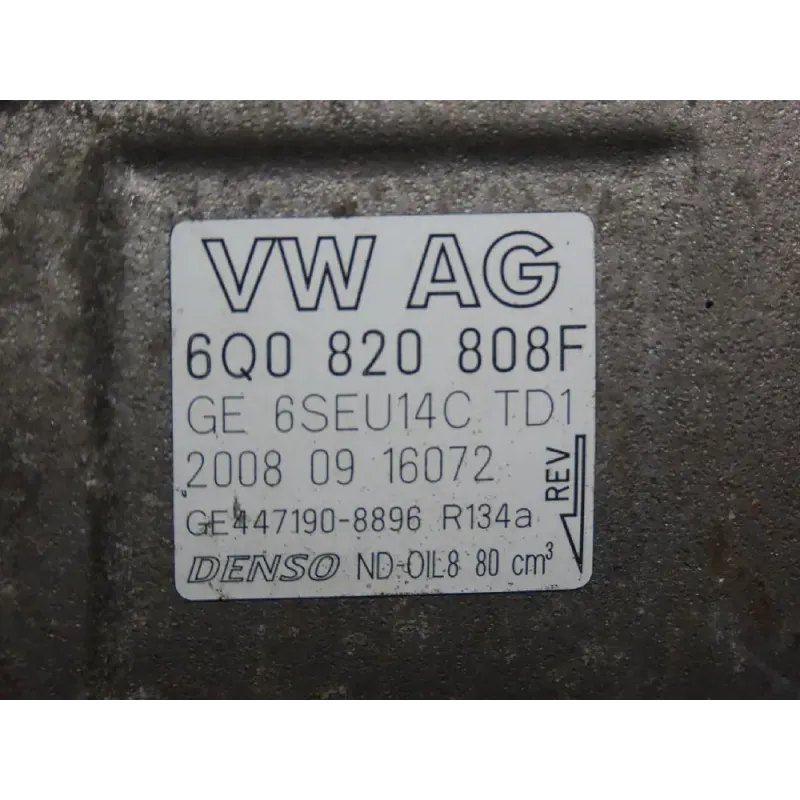 VW AG
6Q0 820 808F
GE 6SEU14C TD1
2008 09 16072
REV
GE447190-8896 R134a
DENSO ND-OIL8 80 cm³